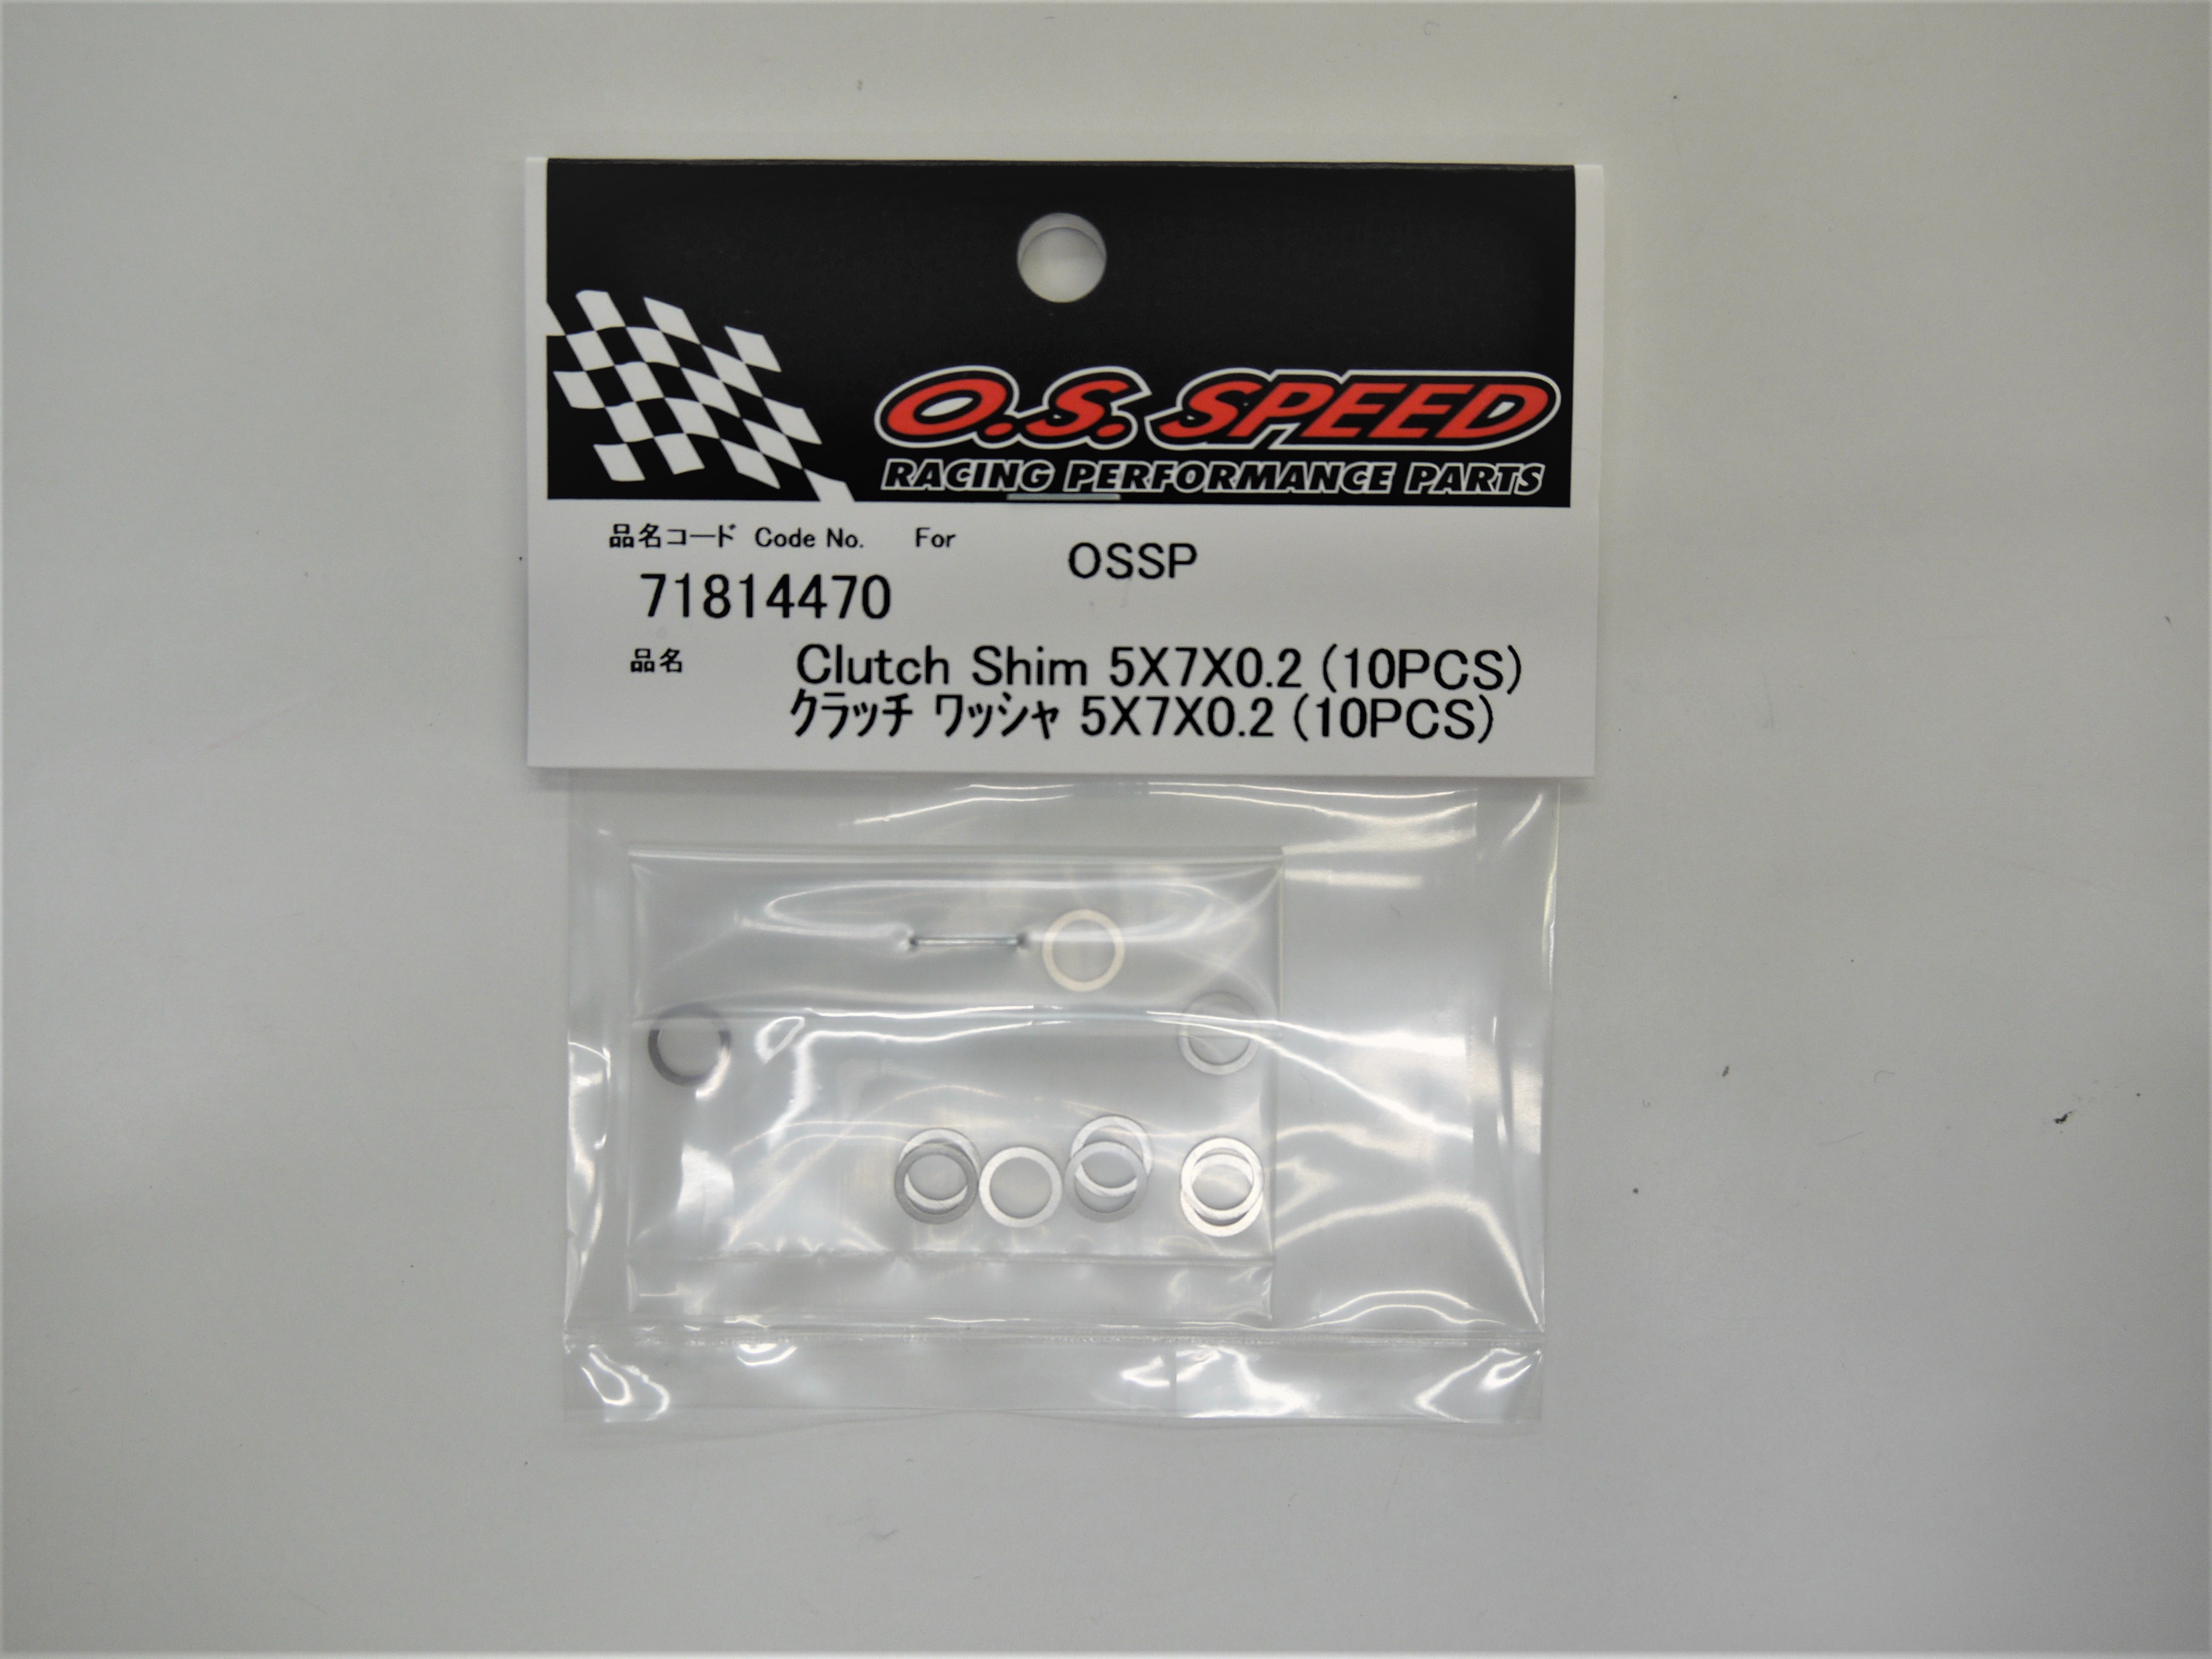 O.S. SPEED
RACING PERFORMANCE PARTS
品名コード Code No. For OSSP
71814470
品名 Clutch Shim 5X7X0.2 (10PCS)
クラッチ ワッシャ 5X7X0.2 (10PCS)